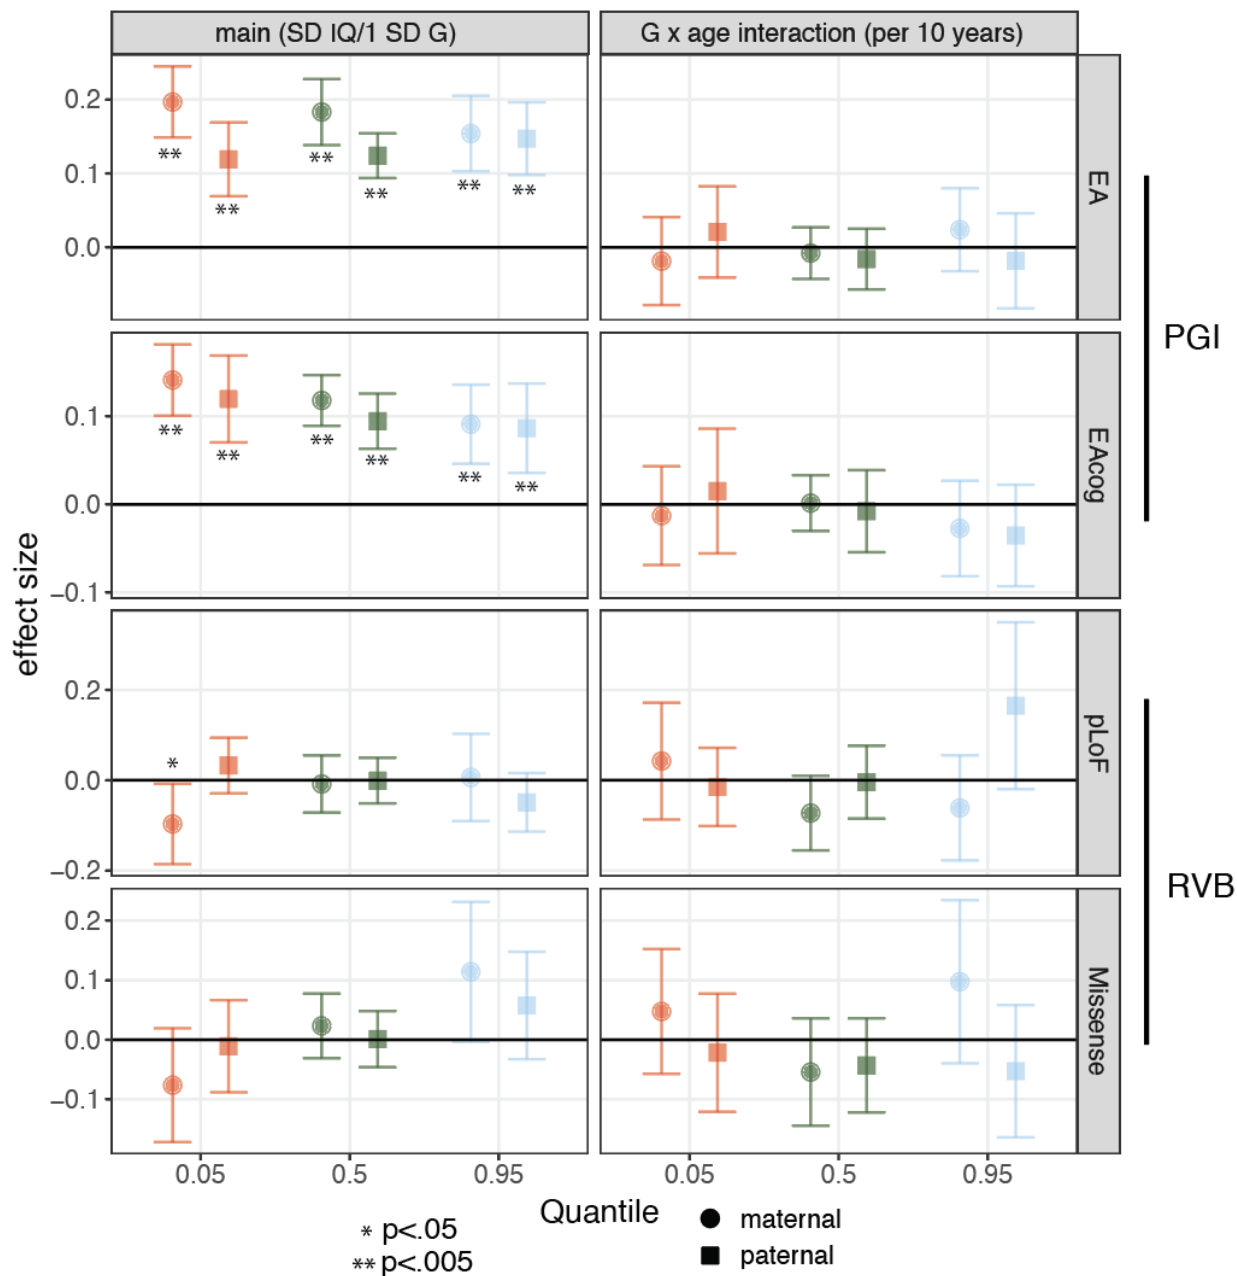 main (SD IQ/1 SD G)
G x age interaction (per 10 years)
effect size
0.2
0.1
0.0
**
**
**
**
**
**
EA
0.1
0.0
−0.1
**
**
**
**
**
**
EAcog
PGI
0.2
0.0
−0.2
*
pLoF
0.2
0.1
0.0
−0.1
Missense
RVB
0.05
0.5
0.95
0.05
0.5
0.95
Quantile
* p<.05
** p<.005
maternal
paternal